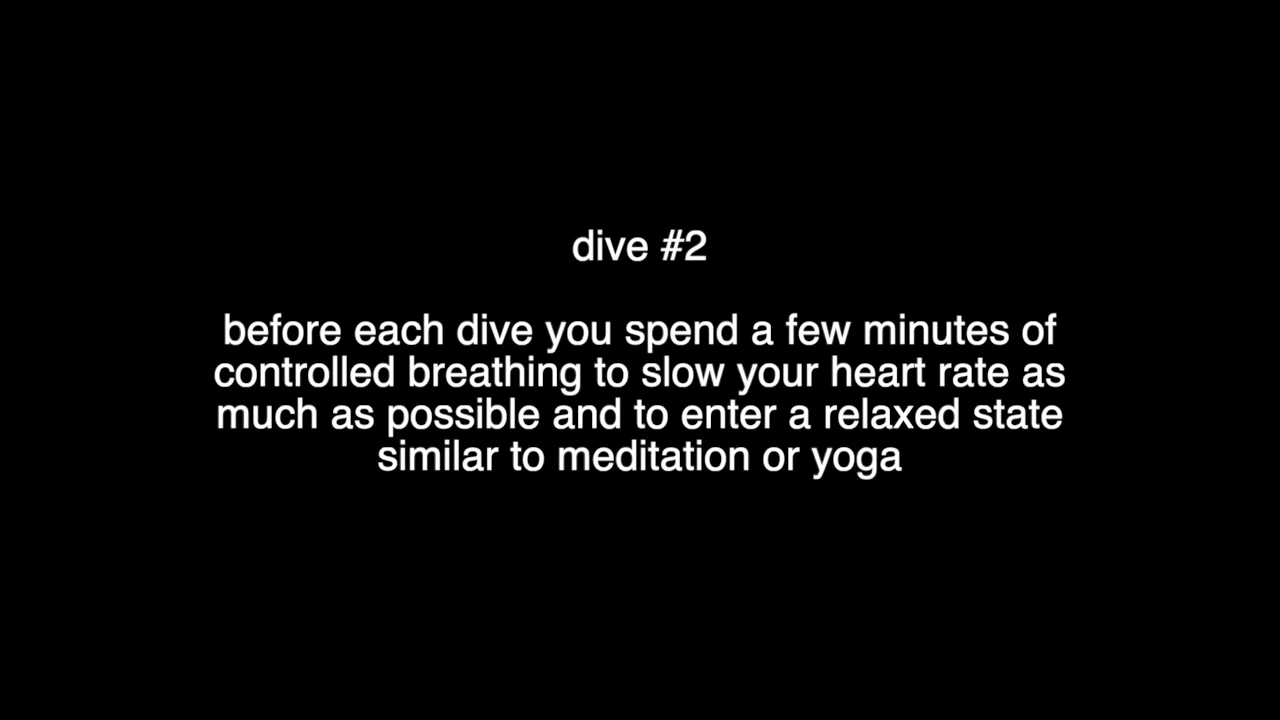 dive #2
before each dive you spend a few minutes of
controlled breathing to slow your heart rate as
much as possible and to enter a relaxed state
similar to meditation or yoga